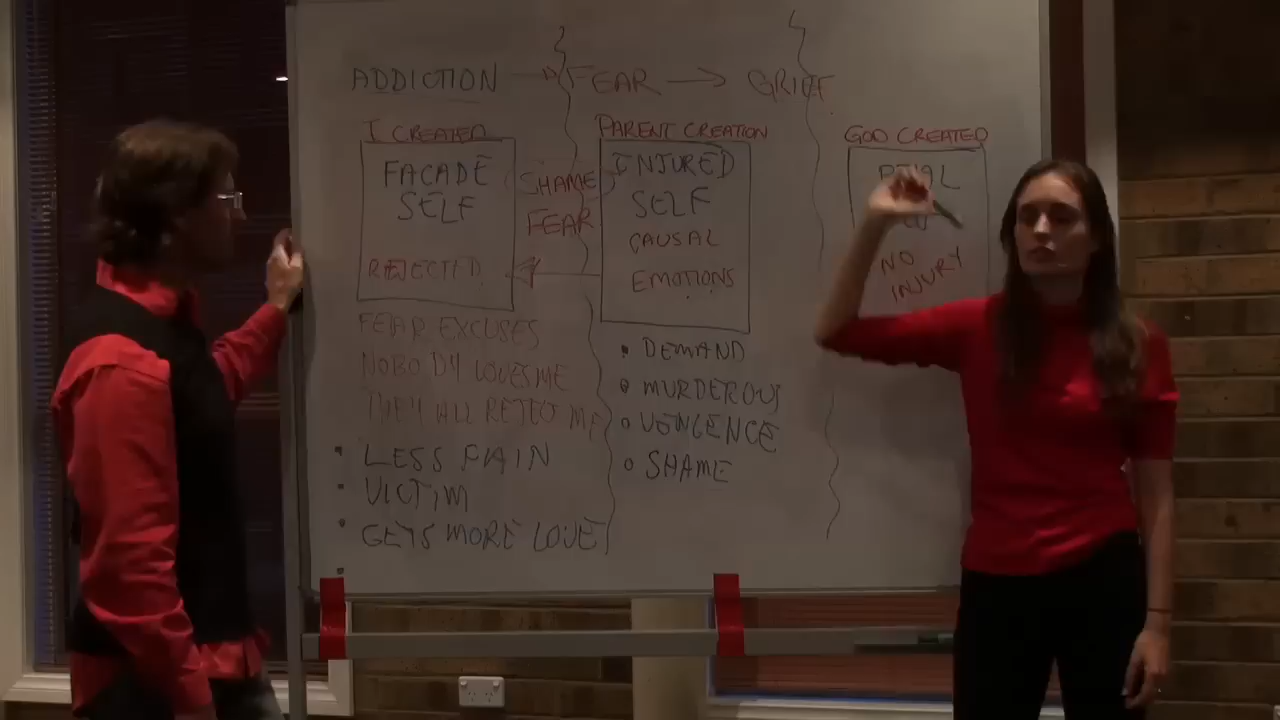 ADDICTION → FEAR → GRIEF
I CREATED
FACADE
SELF
REJECTED
SHAME
FEAR
PARENT CREATION
INJURED
SELF
CAUSAL
EMOTIONS
GOD CREATED
NO
INJURY
FEAR EXCUSES
NOBODY LOVES ME
THEY ALL REJECT ME
• LESS PAIN
• VICTIM
• GETS MORE LOVE
• DEMAND
• MURDEROUS
• VENGENCE
• SHAME